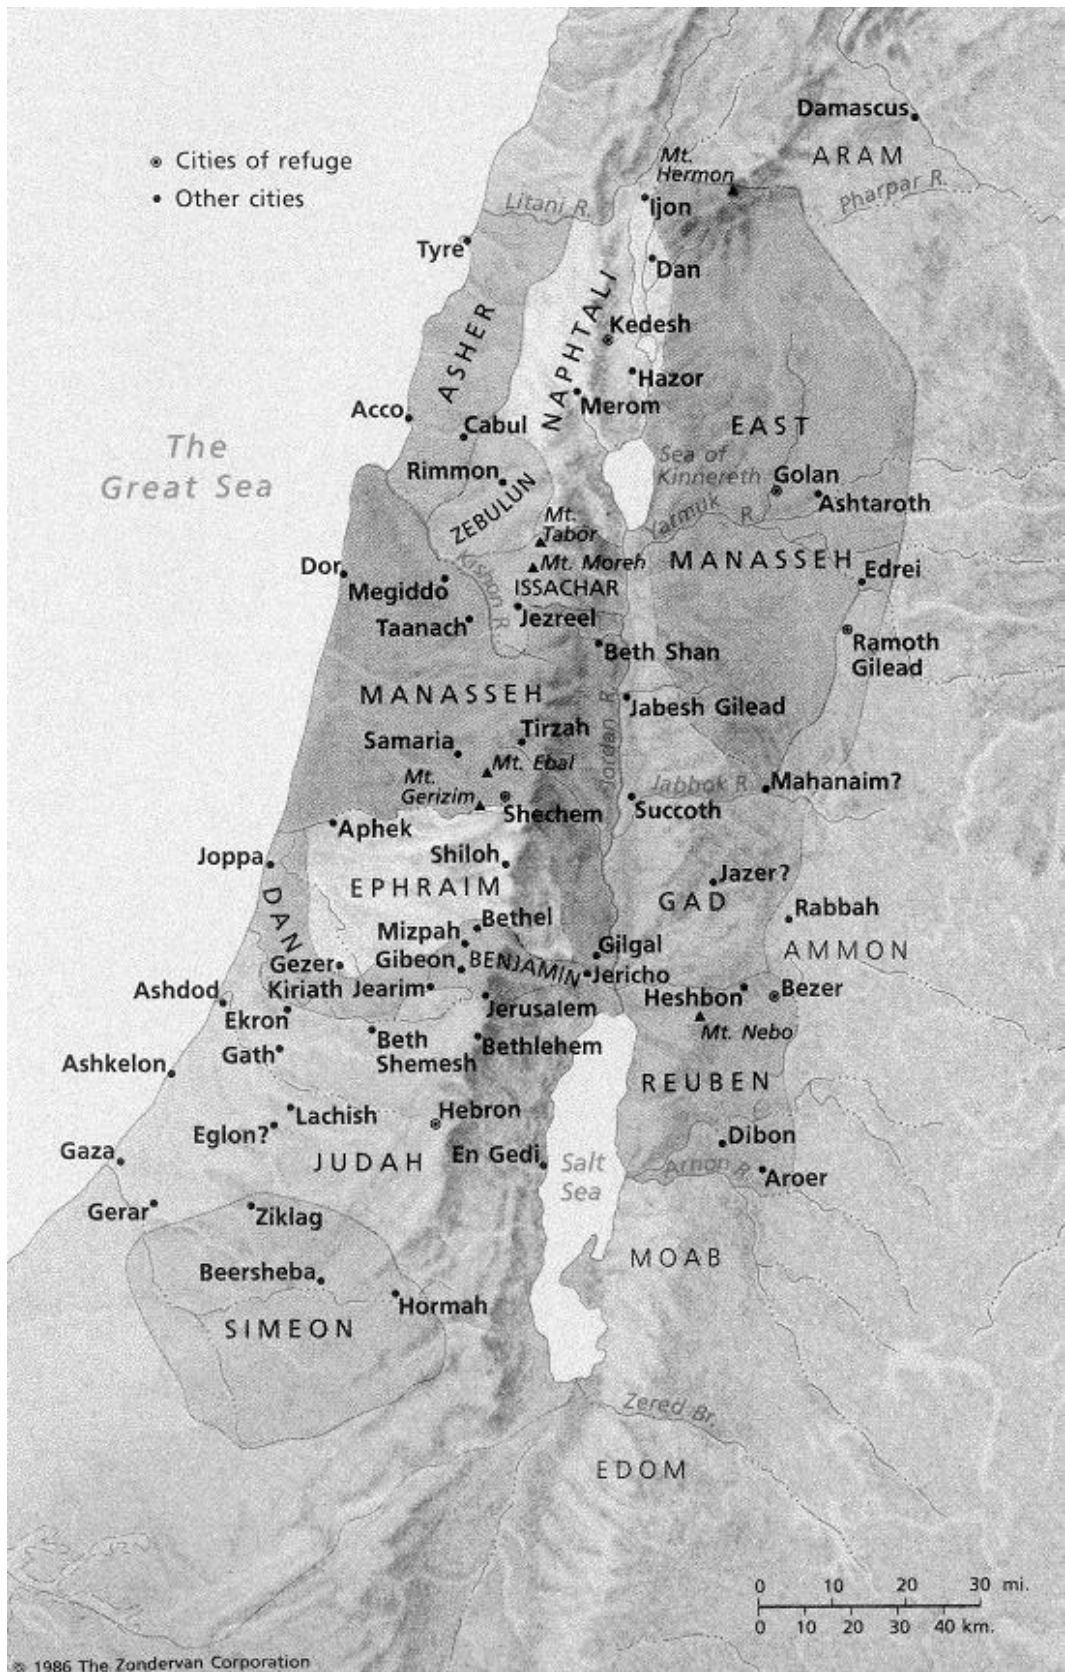 Damascus
Cities of refuge
Mt.
Hermon
ARAM
Other cities
Pharpar R.
Litani R.
Ijon
Tyre
Dan
NAPHTALI
ASHER
Kedesh
Hazor
Merom
Acco
Cabul
EAST
The
Great Sea
Sea of
Kinnereth
Rimmon
Golan
Ashtaroth
ZEBULUN
Mt.
Tabor
Yarmuk
R.
Mt. Moreh
MANASSEH
Dor
Edrei
Kishon R.
Megiddo
ISSACHAR
Jezreel
Taanach
Beth Shan
Ramoth
Gilead
MANASSEH
Jabesh Gilead
Jordan R.
Tirzah
Samaria
Mt. Ebal
Mt.
Gerizim
Jabbok R.
Mahanaim?
Shechem
Succoth
Aphek
Joppa
Shiloh
Jazer?
EPHRAIM
GAD
DAN
Rabbah
Bethel
Mizpah
Gilgal
AMMON
Gezer
Gibeon
BENJAMIN
Jericho
Kiriath Jearim
Ashdod
Heshbon
Bezer
Jerusalem
Ekron
Mt. Nebo
Beth
Shemesh
Bethlehem
Gath
Ashkelon
REUBEN
Lachish
Hebron
Eglon?
Dibon
Gaza
JUDAH
En Gedi
Salt
Sea
Arnon R.
Aroer
Gerar
Ziklag
MOAB
Beersheba
Hormah
SIMEON
Zered Br.
EDOM
0 10 20 30 mi.
0 10 20 30 40 km.
© 1986 The Zondervan Corporation